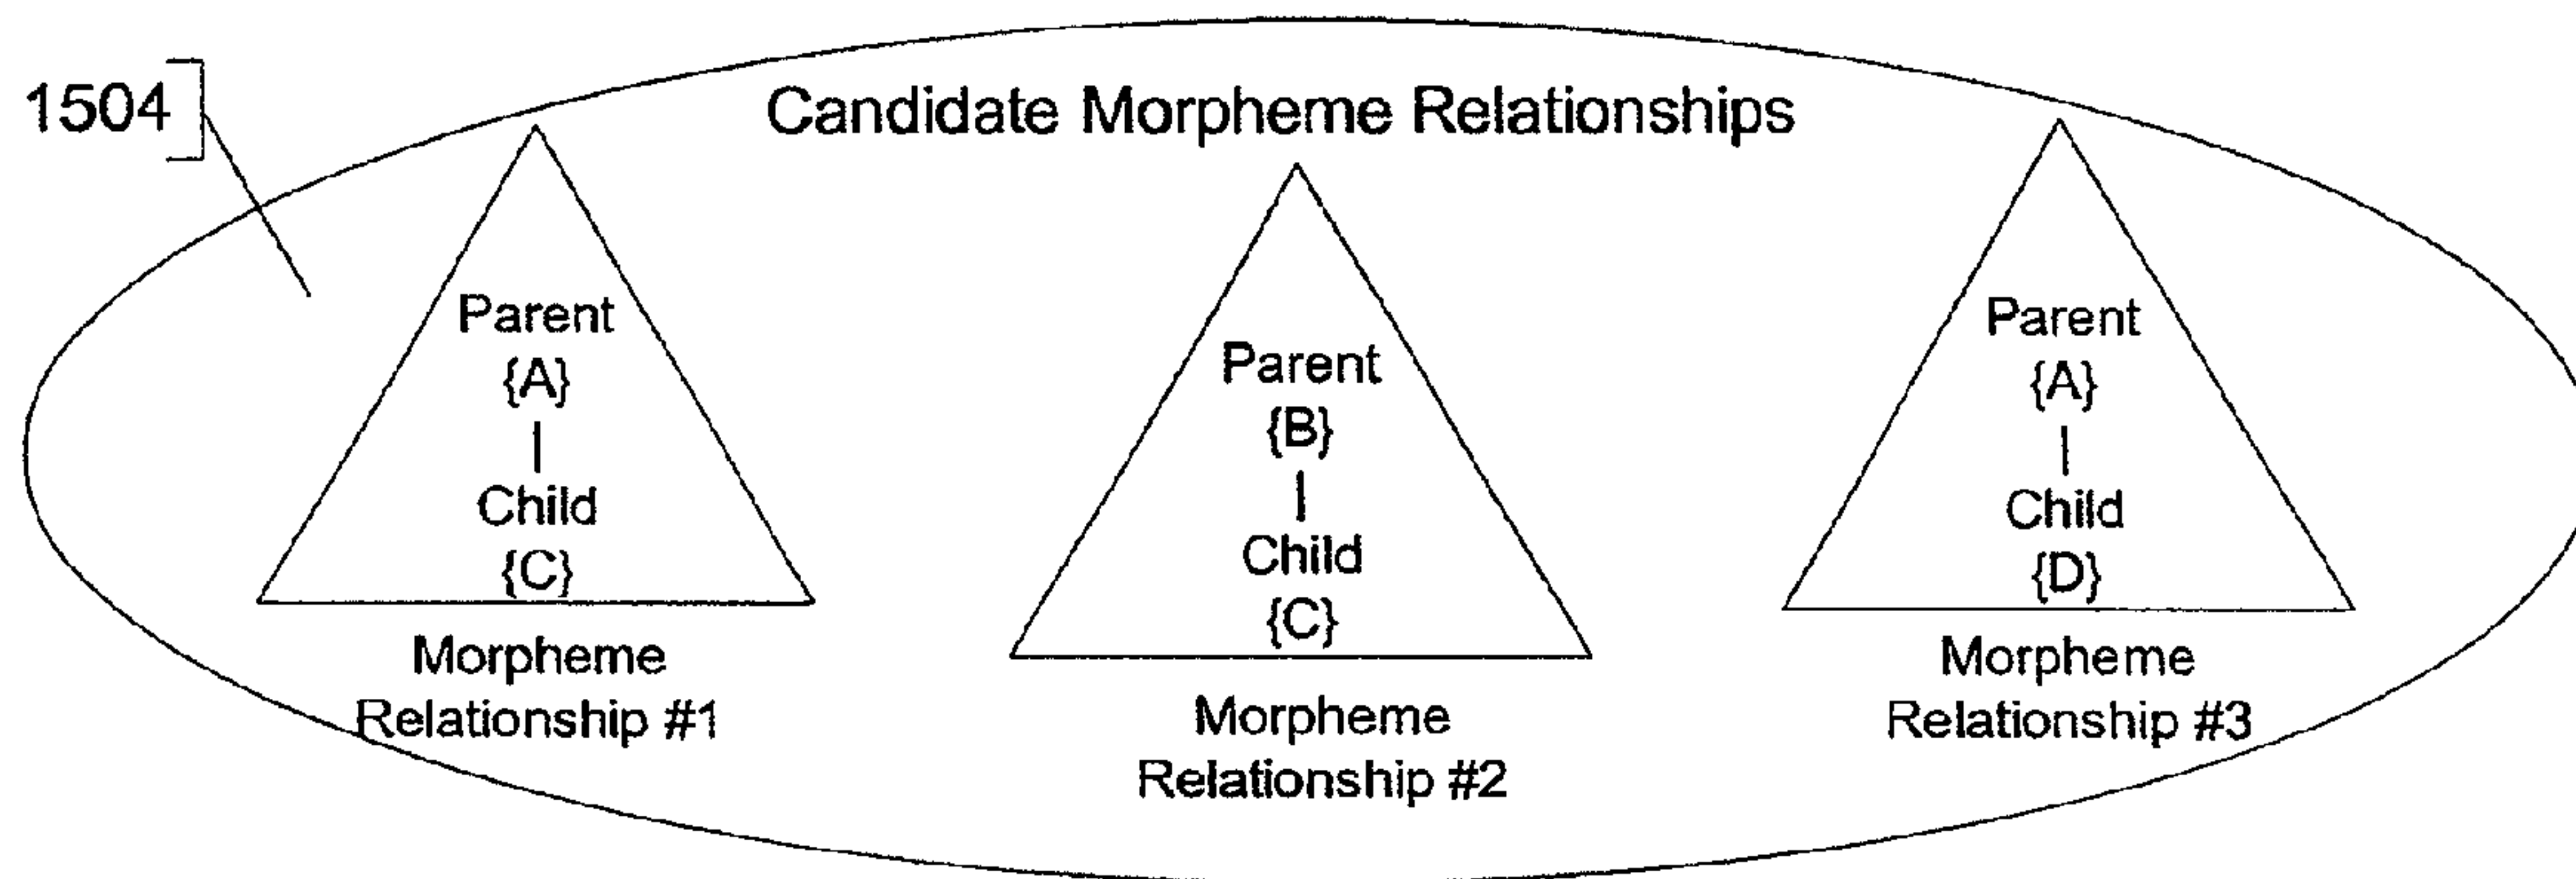 1504
Candidate Morpheme Relationships
Parent
{A}
|
Child
{C}
Morpheme
Relationship #1
Parent
{B}
|
Child
{C}
Morpheme
Relationship #2
Parent
{A}
|
Child
{D}
Morpheme
Relationship #3